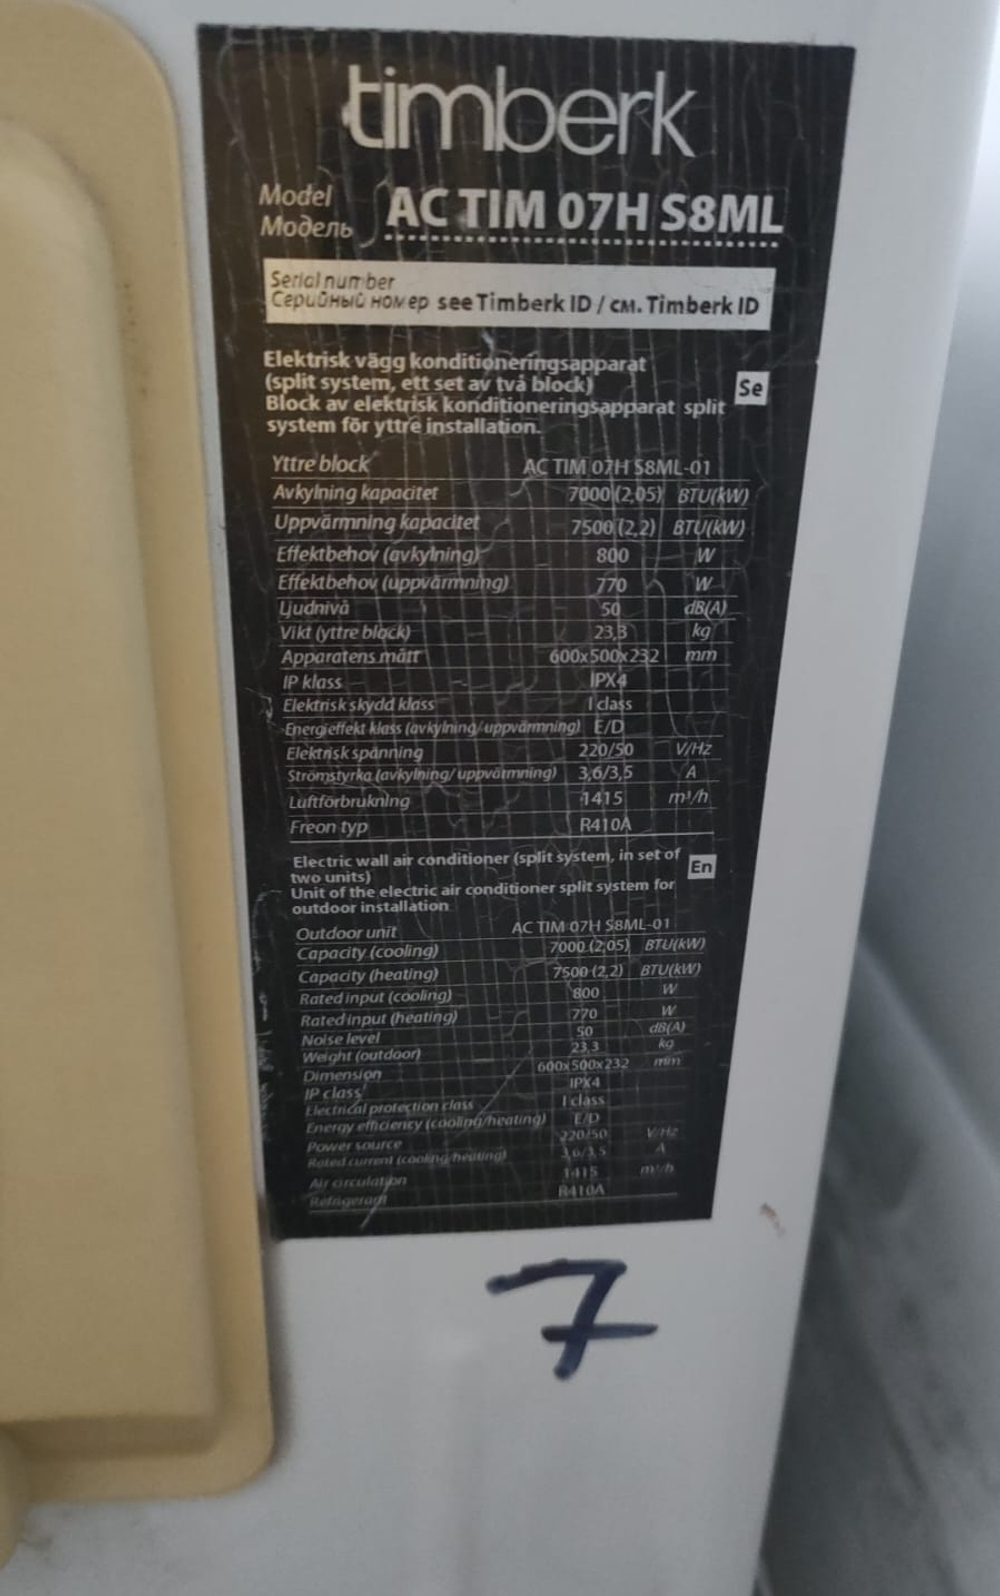 timberk
Model
Модель AC TIM 07H S8ML
Serial number
Серийный номер see Timberk ID / см. Timberk ID
Elektrisk vägg konditioneringsapparat
(split system, ett set av två block)
Se
Block av elektrisk konditioneringsapparat split
system för yttre installation.
Yttre block AC TIM 07H S8ML-01
Avkylning kapacitet 7000 (2,05) BTU(kW)
Uppvärmning kapacitet 7500 (2,2) BTU(kW)
Effektbehov (avkylning) 800 W
Effektbehov (uppvärmning) 770 W
Ljudnivå 50 dB(A)
Vikt (yttre block) 23,3 kg
Apparatens mått 600x500x232 mm
IP klass IPX4
Elektrisk skydd klass I class
Energieffekt klass (avkylning/uppvärmning) E/D
Elektrisk spänning 220/50 V/Hz
Strömstyrka (avkylning/uppvärmning) 3,6/3,5 A
Luftförbrukning 1415 m³/h
Freon typ R410A
Electric wall air conditioner (split system, in set of
two units)
En
Unit of the electric air conditioner split system for
outdoor installation
Outdoor unit AC TIM 07H S8ML-01
Capacity (cooling) 7000 (2,05) BTU(kW)
Capacity (heating) 7500 (2,2) BTU(kW)
Rated input (cooling) 800 W
Rated input (heating) 770 W
Noise level 50 dB(A)
Weight (outdoor) 23,3 kg
Dimension 600x500x232 mm
IP class IPX4
Electrical protection class I class
Energy efficiency (cooling/heating) E/D
Power source 220/50 V/Hz
Rated current (cooling/heating) 3,6/3,5 A
Air circulation 1415 m³/h
Refrigerant R410A
7